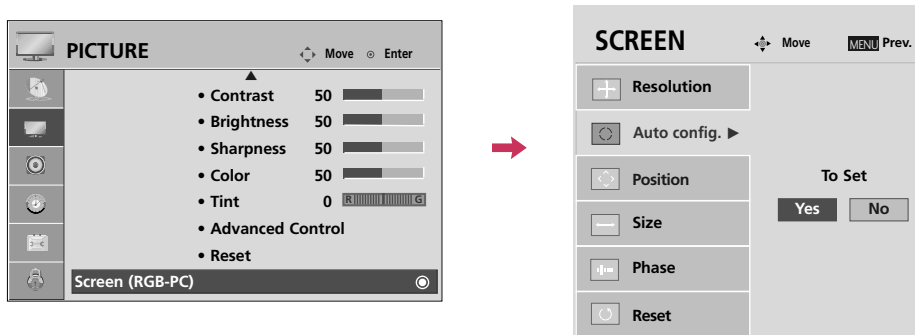 PICTURE
Move
Enter
• Contrast 50
• Brightness 50
• Sharpness 50
• Color 50
• Tint 0 R G
• Advanced Control
• Reset
Screen (RGB-PC)
SCREEN
Move
MENU Prev.
Resolution
Auto config. ►
Position
Size
Phase
Reset
To Set
Yes No